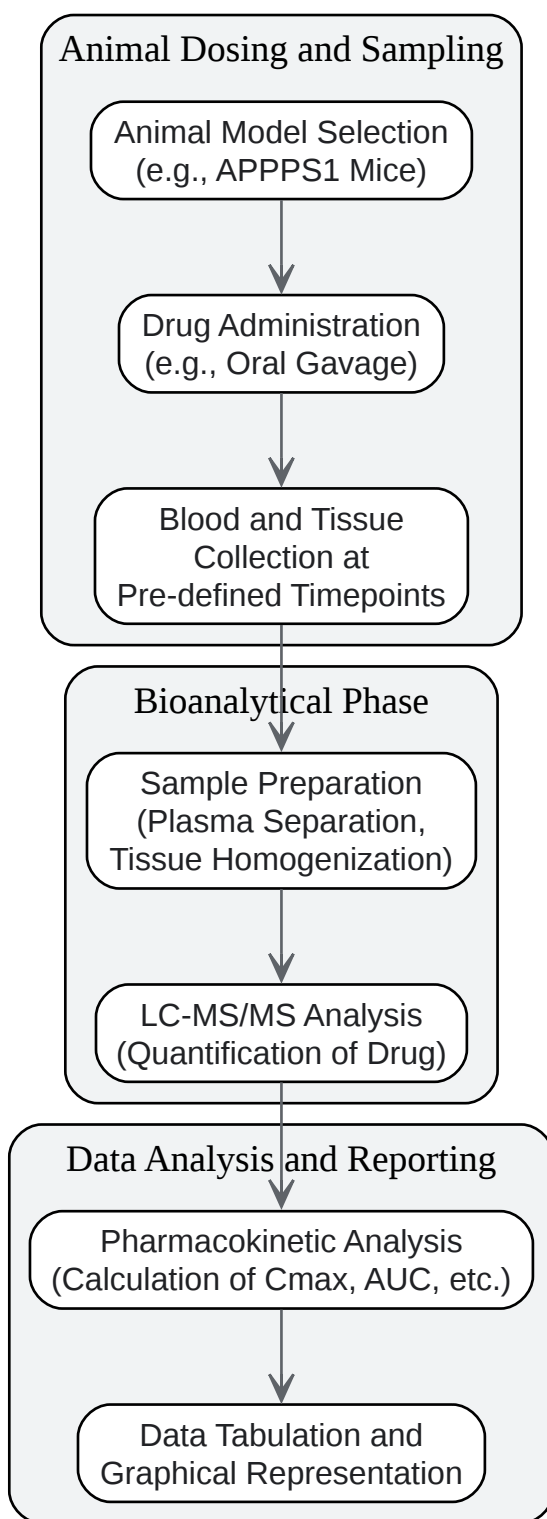 Animal Dosing and Sampling
Animal Model Selection
(e.g., APPPS1 Mice)
Drug Administration
(e.g., Oral Gavage)
Blood and Tissue
Collection at
Pre-defined Timepoints
Bioanalytical Phase
Sample Preparation
(Plasma Separation,
Tissue Homogenization)
LC-MS/MS Analysis
(Quantification of Drug)
Data Analysis and Reporting
Pharmacokinetic Analysis
(Calculation of Cmax, AUC, etc.)
Data Tabulation and
Graphical Representation